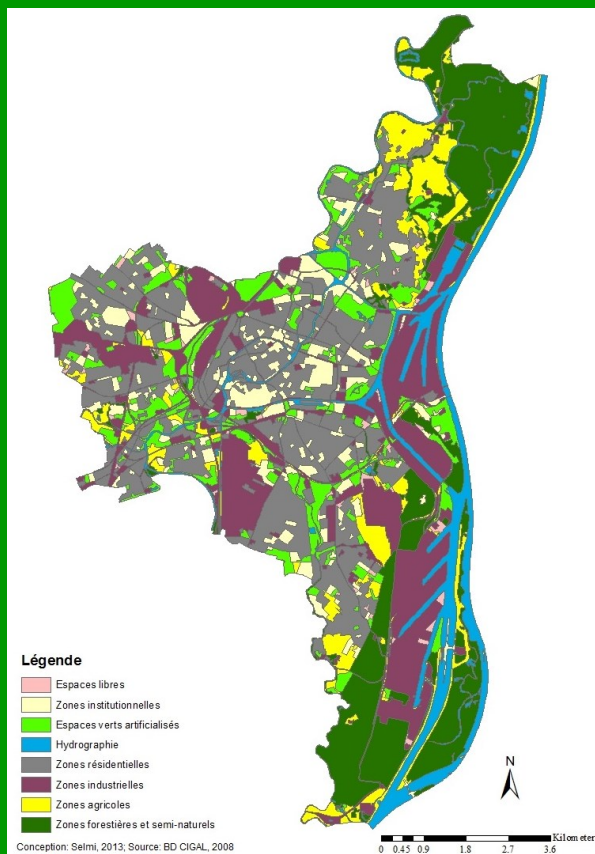 Légende
Espaces libres
Zones institutionnelles
Espaces verts artificialisés
Hydrographie
Zones résidentielles
Zones industrielles
Zones agricoles
Zones forestières et semi-naturels
Conception: Selmi, 2013; Source: BD CIGAL, 2008
N
Kilometer
0 0.45 0.9 1.8 2.7 3.6